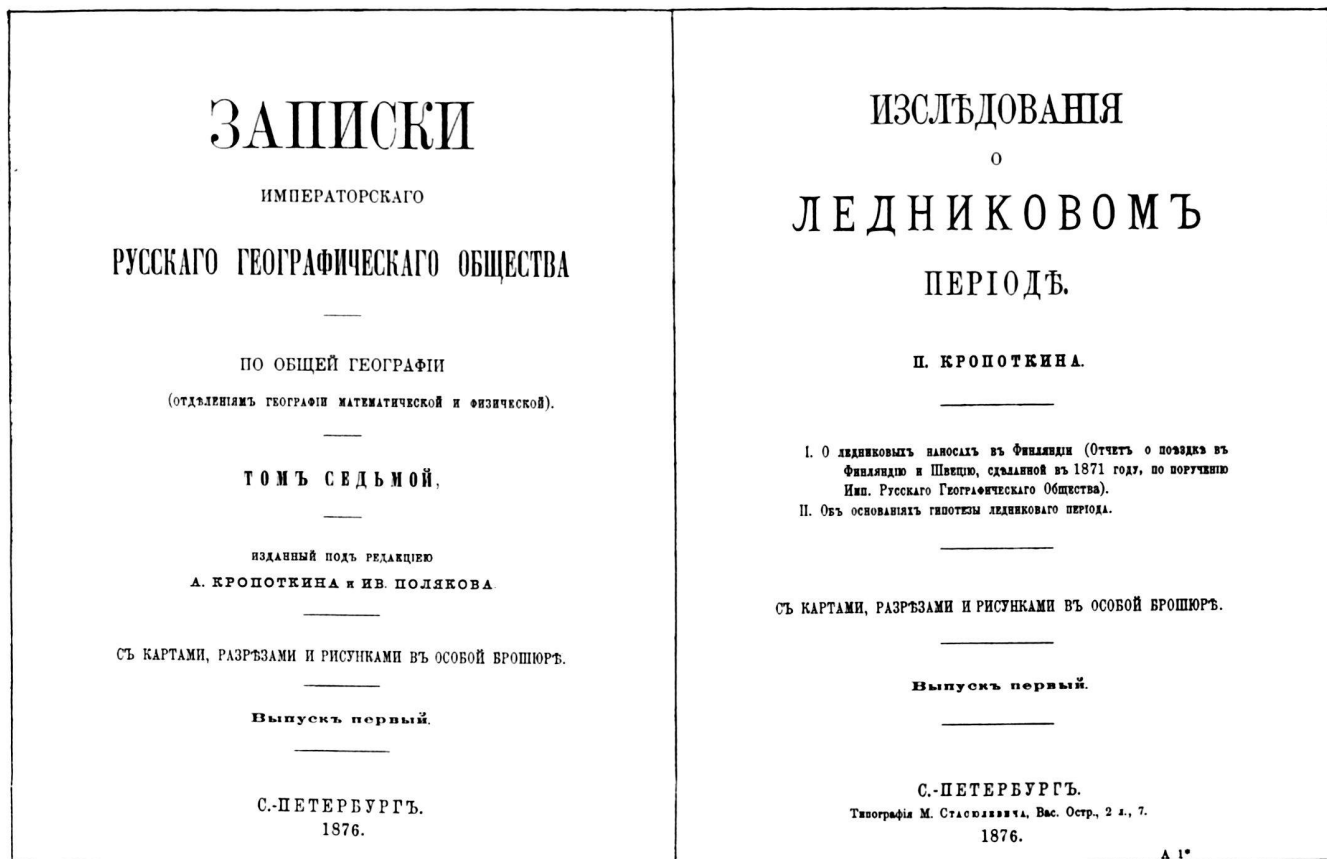 ЗАПИСКИ
ИМПЕРАТОРСКАГО
РУССКАГО ГЕОГРАФИЧЕСКАГО ОБЩЕСТВА
ПО ОБЩЕЙ ГЕОГРАФІИ
(ОТДѢЛЕНІЯМЪ ГЕОГРАФІИ МАТЕМАТИЧЕСКОЙ И ФИЗИЧЕСКОЙ).
ТОМЪ СЕДЬМОЙ,
ИЗДАННЫЙ ПОДЪ РЕДАКЦІЕЮ
А. КРОПОТКИНА и ИВ. ПОЛЯКОВА
СЪ КАРТАМИ, РАЗРѢЗАМИ И РИСУНКАМИ ВЪ ОСОБОЙ БРОШЮРѢ.
Выпускъ первый.
С.-ПЕТЕРБУРГЪ.
1876.
ИЗСЛѢДОВАНІЯ
О
ЛЕДНИКОВОМЪ
ПЕРІОДѢ.
П. КРОПОТКИНА.
I. О ЛЕДНИКОВЫХЪ НАНОСАХЪ ВЪ ФИНЛЯНДІИ (ОТЧЕТЪ О ПОѢЗДКѢ ВЪ
ФИНЛЯНДІЮ И ШВЕЦІЮ, СДѢЛАННОЙ ВЪ 1871 ГОДУ, ПО ПОРУЧЕНІЮ
ИМП. РУССКАГО ГЕОГРАФИЧЕСКАГО ОБЩЕСТВА).
II. ОБЪ ОСНОВАНІЯХЪ ГИПОТЕЗЫ ЛЕДНИКОВАГО ПЕРІОДА.
СЪ КАРТАМИ, РАЗРѢЗАМИ И РИСУНКАМИ ВЪ ОСОБОЙ БРОШЮРѢ.
Выпускъ первый.
С.-ПЕТЕРБУРГЪ.
Типографія М. СТАСЮЛЕВИЧА, Вас. Остр., 2 л., 7.
1876.
А 1*